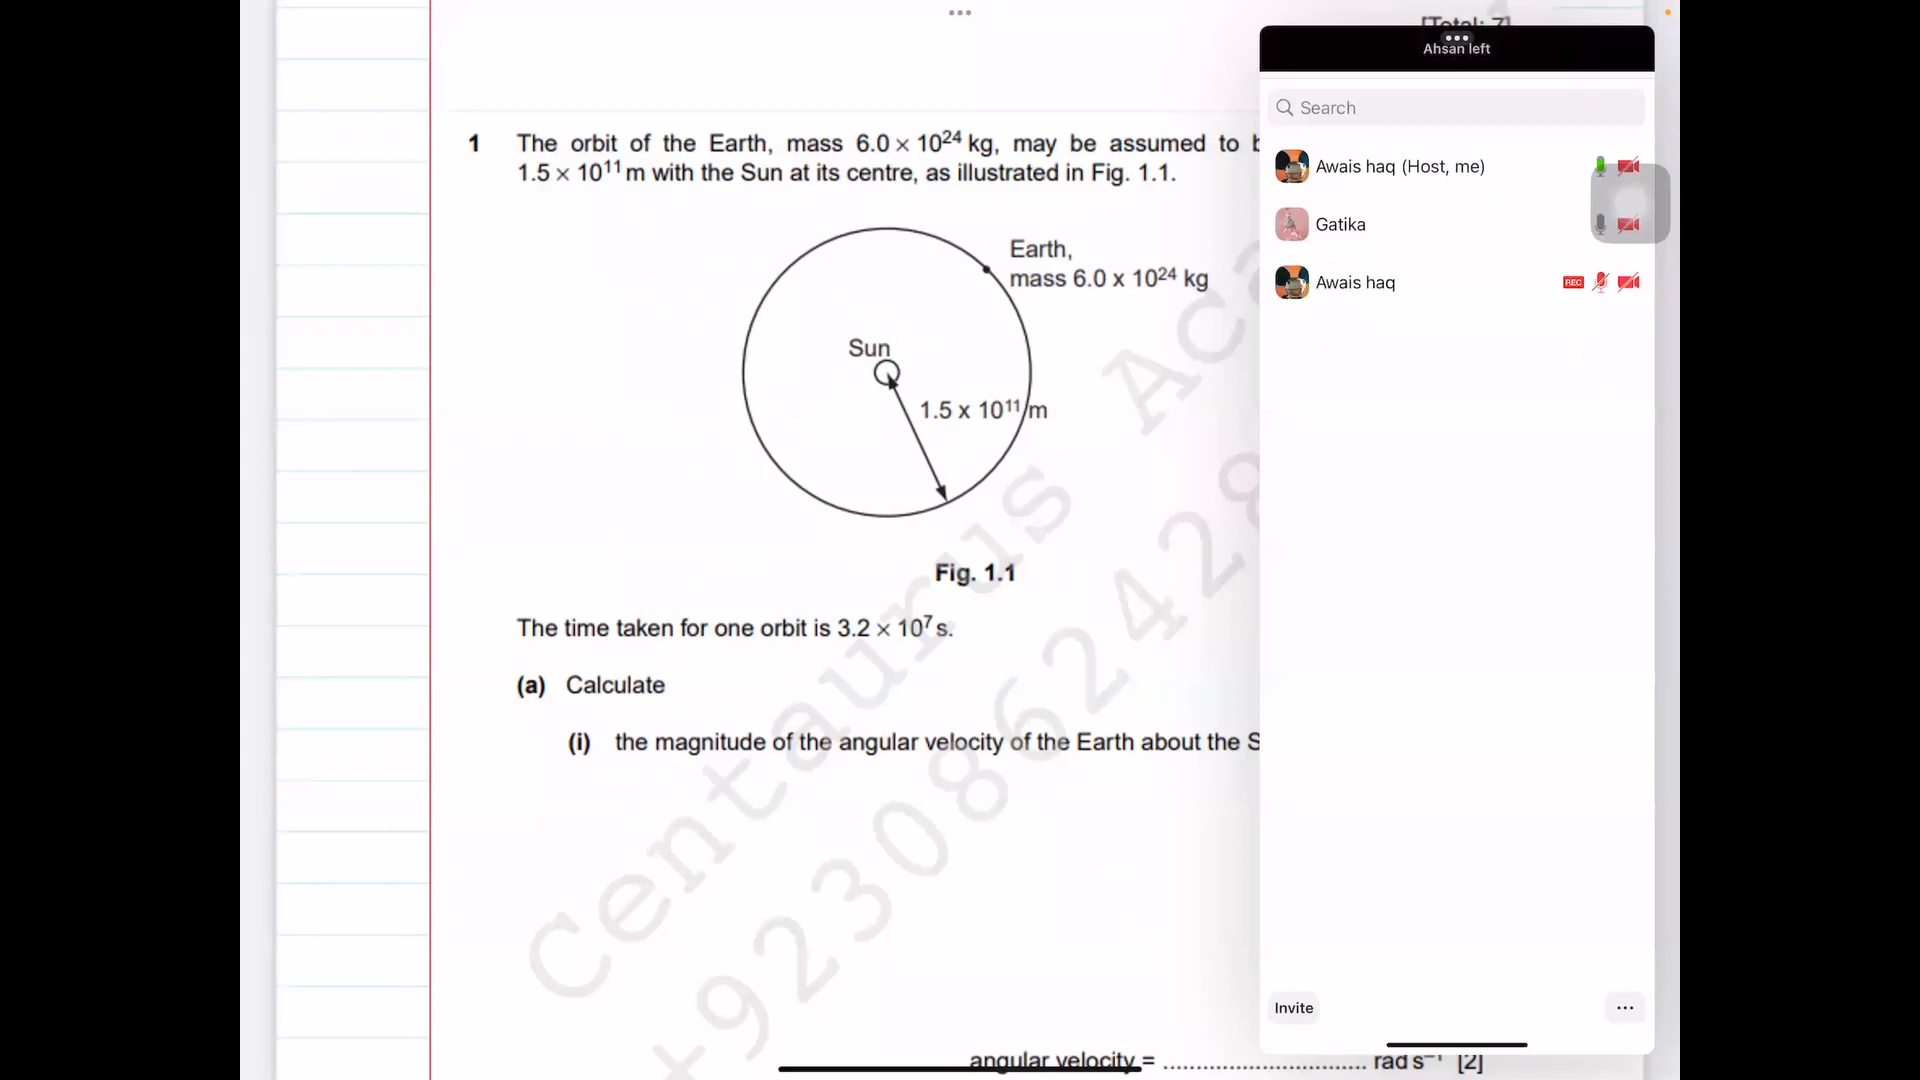 [Total: 7]
Ahsan left
Search
Awais haq (Host, me)
Gatika
REC
Awais haq
Invite
1 The orbit of the Earth, mass 6.0 × 10²⁴ kg, may be assumed to
1.5 × 10¹¹ m with the Sun at its centre, as illustrated in Fig. 1.1.
Earth,
mass 6.0 x 10²⁴ kg
Sun
1.5 x 10¹¹ m
Fig. 1.1
The time taken for one orbit is 3.2 × 10⁷ s.
(a) Calculate
(i) the magnitude of the angular velocity of the Earth about the S
angular velocity = .............................. rad s⁻¹ [2]
Centaurus Aca
+9230862428